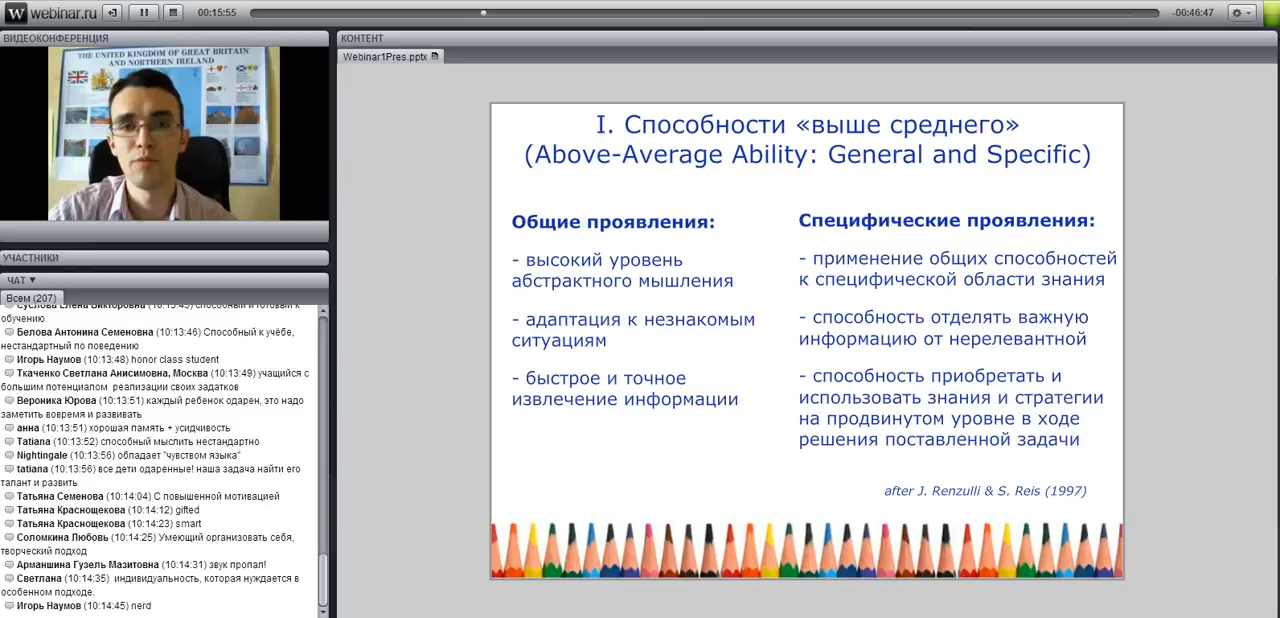 webinar.ru
00:15:55
-00:46:47
ВИДЕОКОНФЕРЕНЦИЯ
THE UNITED KINGDOM OF GREAT BRITAIN
AND NORTHERN IRELAND
УЧАСТНИКИ
ЧАТ
Всем (207)
Суслова Елена Викторовна (10:13:45) способный и готовый к
обучению
Белова Антонина Семеновна (10:13:46) Способный к учёбе,
нестандартный по поведению
Игорь Наумов (10:13:48) honor class student
Ткаченко Светлана Анисимовна, Москва (10:13:49) учащийся с
большим потенциалом реализации своих задатков
Вероника Юрова (10:13:51) каждый ребенок одарен, это надо
заметить вовремя и развивать
анна (10:13:51) хорошая память + усидчивость
Tatiana (10:13:52) способный мыслить нестандартно
Nightingale (10:13:56) обладает "чувством языка"
tatiana (10:13:56) все дети одаренные! наша задача найти его
талант и развить
Татьяна Семенова (10:14:04) С повышенной мотивацией
Татьяна Краснощекова (10:14:12) gifted
Татьяна Краснощекова (10:14:23) smart
Соломкина Любовь (10:14:25) Умеющий организовать себя,
творческий подход
Арманшина Гузель Мазитовна (10:14:31) звук пропал!
Светлана (10:14:35) индивидуальность, которая нуждается в
особенном подходе.
Игорь Наумов (10:14:45) nerd
КОНТЕНТ
Webinar1Pres.pptx
I. Способности «выше среднего»
(Above-Average Ability: General and Specific)
Общие проявления:
- высокий уровень
абстрактного мышления
- адаптация к незнакомым
ситуациям
- быстрое и точное
извлечение информации
Специфические проявления:
- применение общих способностей
к специфической области знания
- способность отделять важную
информацию от нерелевантной
- способность приобретать и
использовать знания и стратегии
на продвинутом уровне в ходе
решения поставленной задачи
after J. Renzulli & S. Reis (1997)